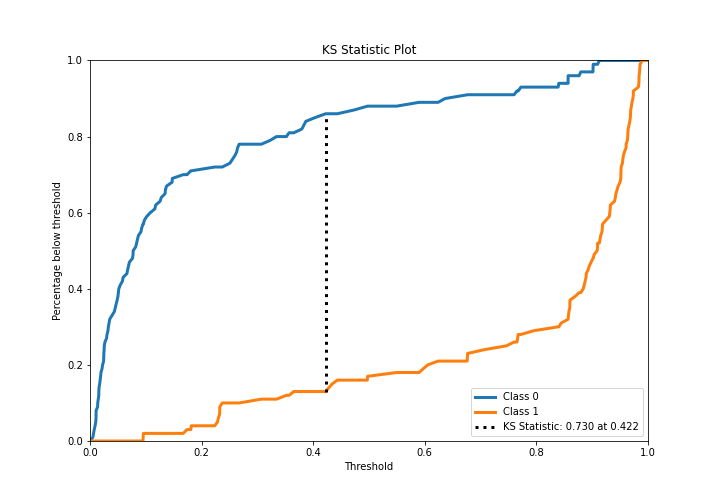 KS Statistic Plot
Percentage below threshold
1.0
0.8
0.6
0.4
0.2
0.0
0.0 0.2 0.4 0.6 0.8 1.0
Threshold
Class 0
Class 1
KS Statistic: 0.730 at 0.422